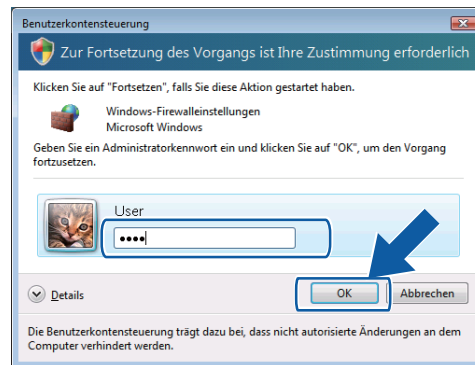 Benutzerkontensteuerung
Zur Fortsetzung des Vorgangs ist Ihre Zustimmung erforderlich
Klicken Sie auf "Fortsetzen", falls Sie diese Aktion gestartet haben.
Windows-Firewalleinstellungen
Microsoft Windows
Geben Sie ein Administratorkennwort ein und klicken Sie auf "OK", um den Vorgang
fortzusetzen.
User
••••
Details
OK
Abbrechen
Die Benutzerkontensteuerung trägt dazu bei, dass nicht autorisierte Änderungen an dem
Computer verhindert werden.